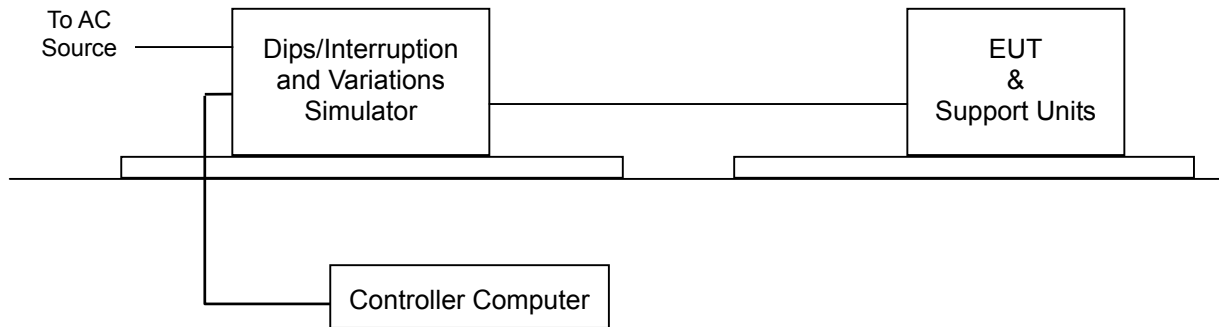 To AC
Source
Dips/Interruption
and Variations
Simulator
EUT
&
Support Units
Controller Computer